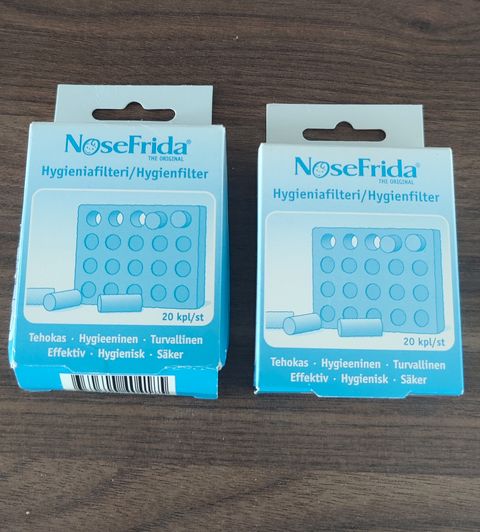 NoseFrida®
THE ORIGINAL
Hygieniafilteri/Hygienfilter
20 kpl/st
Tehokas · Hygieeninen · Turvallinen
Effektiv · Hygienisk · Säker
NoseFrida®
THE ORIGINAL
Hygieniafilteri/Hygienfilter
20 kpl/st
Tehokas · Hygieeninen · Turvallinen
Effektiv · Hygienisk · Säker